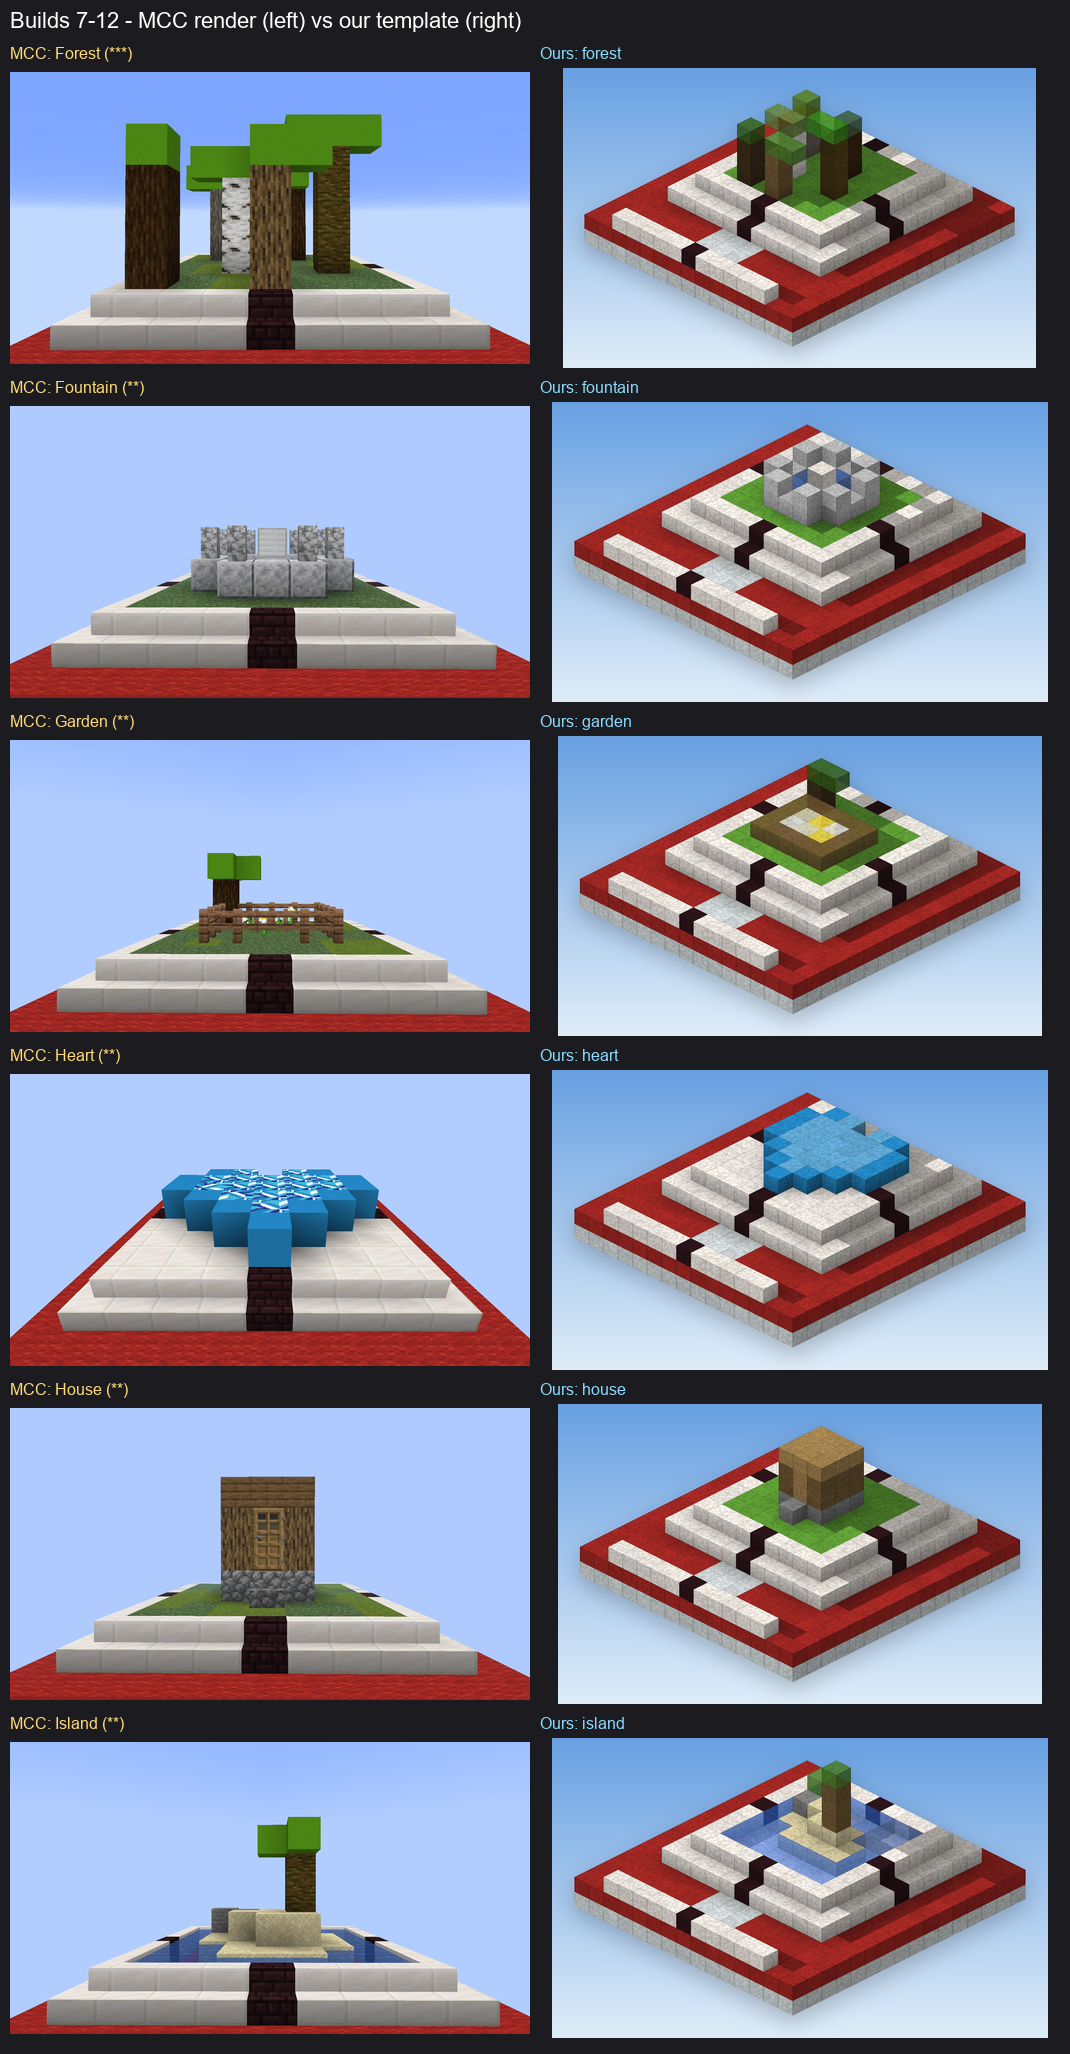 Builds 7-12 - MCC render (left) vs our template (right)
MCC: Forest (***)
Ours: forest
MCC: Fountain (**)
Ours: fountain
MCC: Garden (**)
Ours: garden
MCC: Heart (**)
Ours: heart
MCC: House (**)
Ours: house
MCC: Island (**)
Ours: island